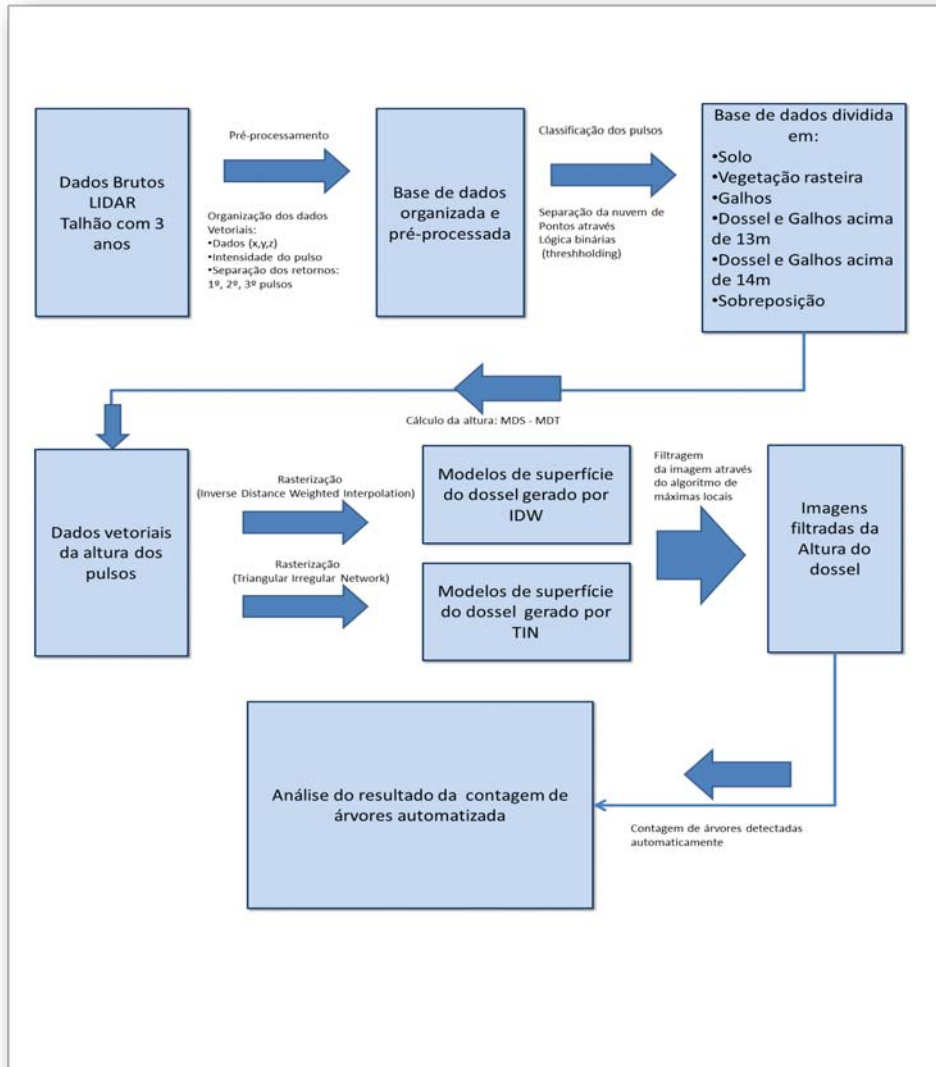 Dados Brutos
LIDAR
Talhão com 3
anos
Pré-processamento
Organização dos dados
Vetoriais:
•Dados (x,y,z)
•Intensidade do pulso
•Separação dos retornos:
1º, 2º, 3º pulsos
Base de dados
organizada e
pré-processada
Classificação dos pulsos
Separação da nuvem de
Pontos através
Lógica binárias
(threshholding)
Base de dados dividida
em:
•Solo
•Vegetação rasteira
•Galhos
•Dossel e Galhos acima
de 13m
•Dossel e Galhos acima
de 14m
•Sobreposição
Cálculo da altura: MDS - MDT
Dados vetoriais
da altura dos
pulsos
Rasterização
(Inverse Distance Weighted Interpolation)
Rasterização
(Triangular Irregular Network)
Modelos de superfície
do dossel gerado por
IDW
Modelos de superfície
do dossel gerado por
TIN
Filtragem
da imagem através
do algoritmo de
máximas locais
Imagens
filtradas da
Altura do
dossel
Contagem de árvores detectadas
automaticamente
Análise do resultado da contagem de
árvores automatizada